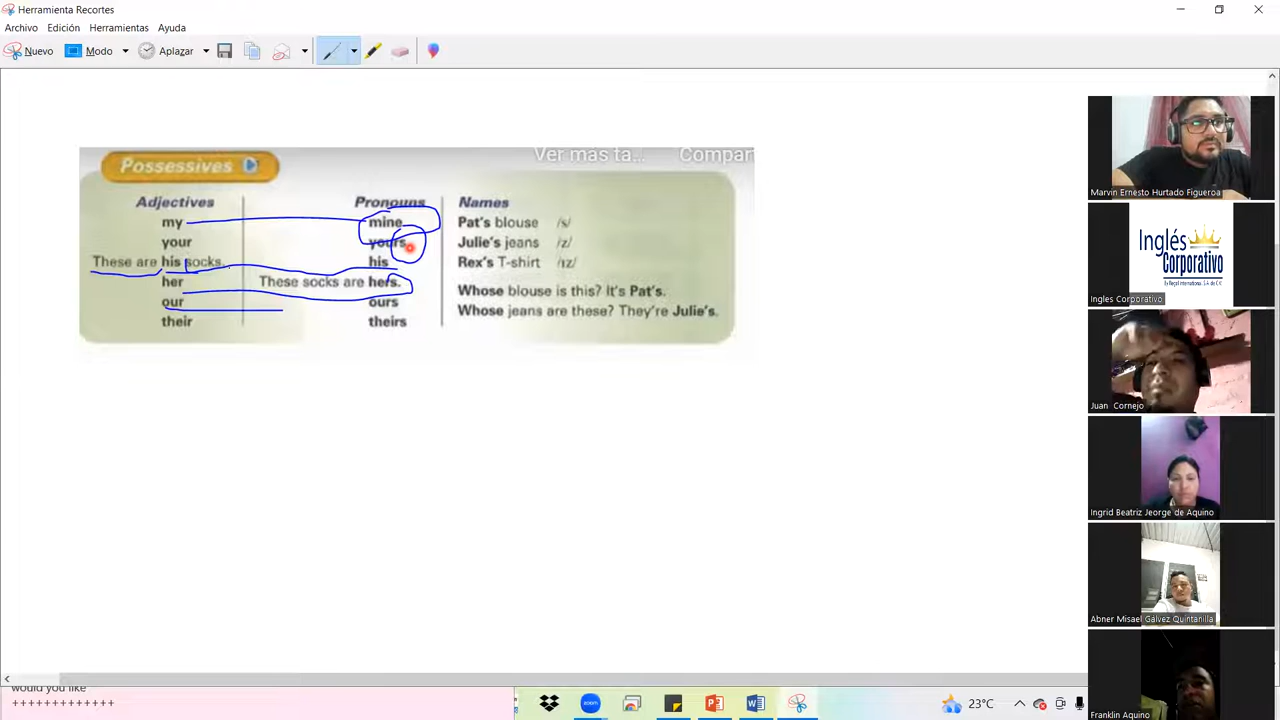 Herramienta Recortes
Archivo Edición Herramientas Ayuda
Nuevo Modo Aplazar
Ver mas ta... Compar
Possessives
Adjectives Pronouns Names
my mine Pat's blouse /s/
your yours Julie's jeans /z/
These are his socks. his Rex's T-shirt /ɪz/
her These socks are hers.
Whose blouse is this? It's Pat's.
our ours
Whose jeans are these? They're Julie's.
their theirs
Marvin Ernesto Hurtado Figueroa
Inglés
Corporativo
Ingles Corporativo
Juan Cornejo
Ingrid Beatriz Jeorge de Aquino
Abner Misael Gálvez Quintanilla
Franklin Aquino
would you like
+++++++++++++
zoom
23°C